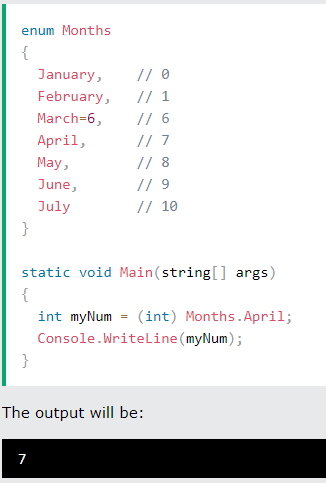 enum Months
{
  January,    // 0
  February,   // 1
  March=6,    // 6
  April,      // 7
  May,        // 8
  June,       // 9
  July        // 10
}
static void Main(string[] args)
{
  int myNum = (int) Months.April;
  Console.WriteLine(myNum);
}
The output will be:
7